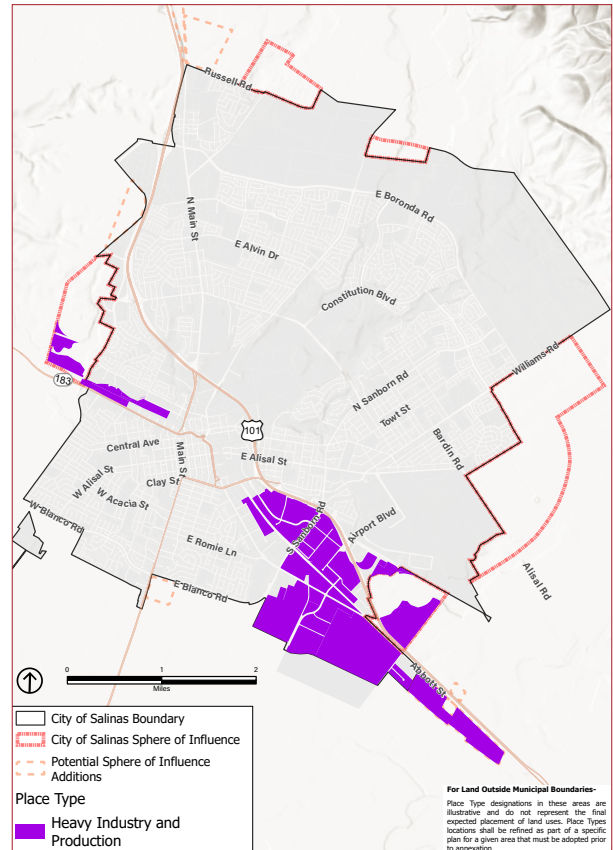 Russell Rd
E Boronda Rd
N Main St
E Alvin Dr
Constitution Blvd
Williams Rd
183
N Sanborn Rd
Towt St
101
Bardin Rd
Central Ave
Main St
E Alisal St
W Alisal St
Clay St
W Acacia St
W Blanco Rd
S Sanborn Rd
Airport Blvd
E Romie Ln
Alisal Rd
E Blanco Rd
Abbott St
0 1 2
Miles
City of Salinas Boundary
City of Salinas Sphere of Influence
Potential Sphere of Influence
Additions
Place Type
Heavy Industry and
Production
For Land Outside Municipal Boundaries-
Place Type designations in these areas are
illustrative and do not represent the final
expected placement of land uses. Place Types
locations shall be refined as part of a specific
plan for a given area that must be adopted prior
to annexation